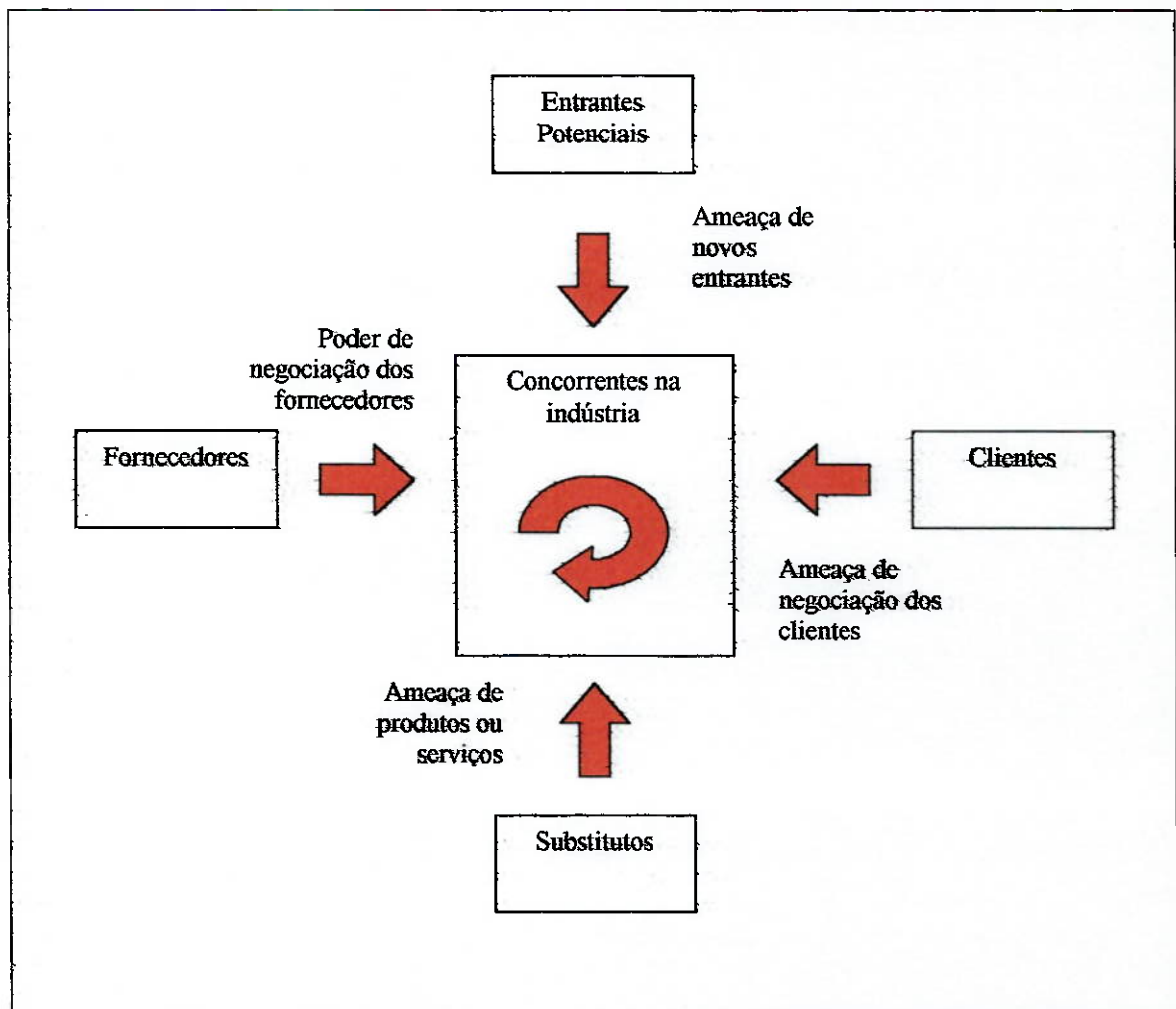 Entrantes
Potenciais
Ameaça de
novos
entrantes
Poder de
negociação dos
fornecedores
Concorrentes na
indústria
Fornecedores
Clientes
Ameaça de
negociação dos
clientes
Ameaça de
produtos ou
serviços
Substitutos